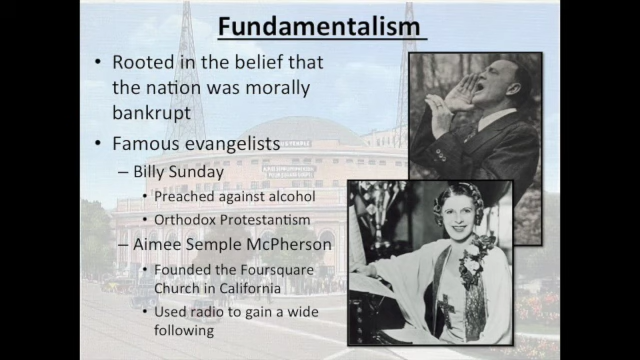 Fundamentalism
• Rooted in the belief that
the nation was morally
bankrupt
• Famous evangelists
– Billy Sunday
• Preached against alcohol
• Orthodox Protestantism
– Aimee Semple McPherson
• Founded the Foursquare
Church in California
• Used radio to gain a wide
following